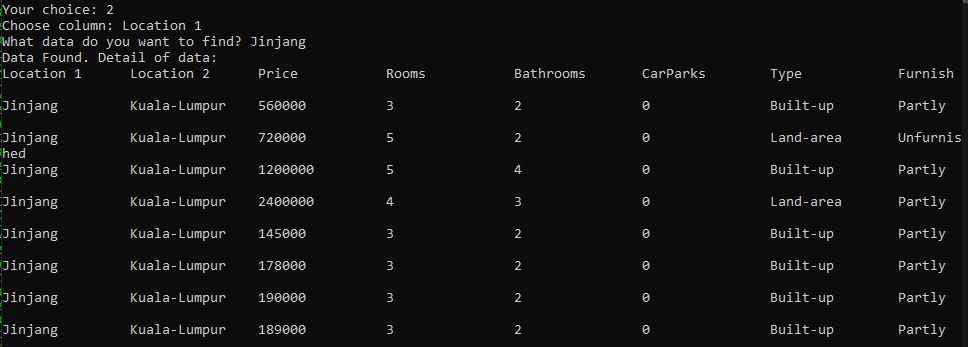 Your choice: 2
Choose column: Location 1
What data do you want to find? Jinjang
Data Found. Detail of data:
Location 1 Location 2 Price Rooms Bathrooms CarParks Type Furnish
Jinjang Kuala-Lumpur 560000 3 2 0 Built-up Partly
Jinjang Kuala-Lumpur 720000 5 2 0 Land-area Unfurnis
hed
Jinjang Kuala-Lumpur 1200000 5 4 0 Built-up Partly
Jinjang Kuala-Lumpur 2400000 4 3 0 Land-area Partly
Jinjang Kuala-Lumpur 145000 3 2 0 Built-up Partly
Jinjang Kuala-Lumpur 178000 3 2 0 Built-up Partly
Jinjang Kuala-Lumpur 190000 3 2 0 Built-up Partly
Jinjang Kuala-Lumpur 189000 3 2 0 Built-up Partly